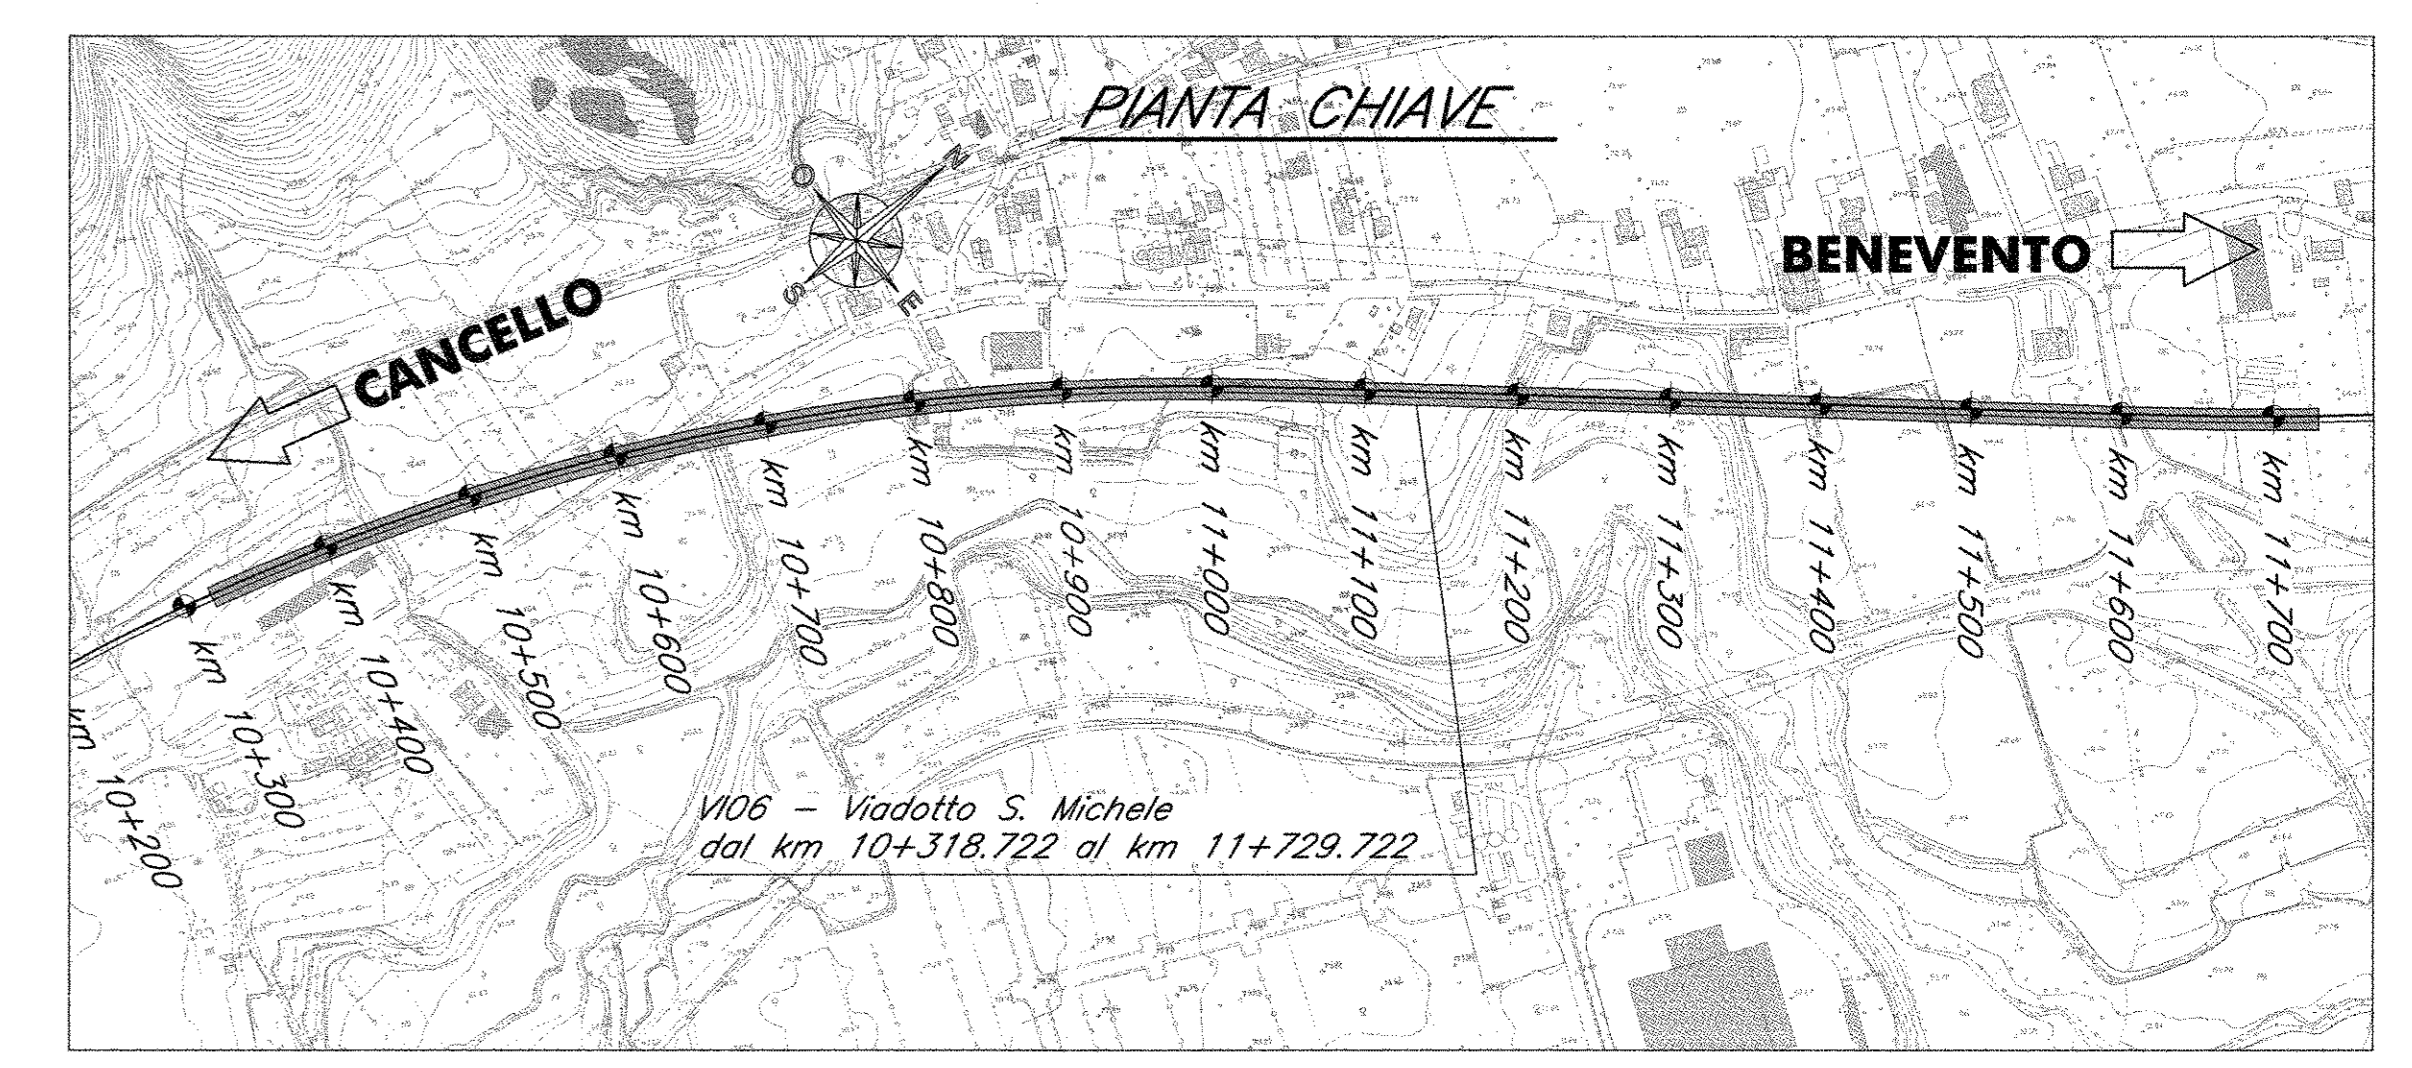 PIANTA CHIAVE
O
N
S
E
CANCELLO
BENEVENTO
km 10+200
km 10+300
km 10+400
km 10+500
km 10+600
km 10+700
km 10+800
km 10+900
km 11+000
km 11+100
km 11+200
km 11+300
km 11+400
km 11+500
km 11+600
km 11+700
VI06 – Viadotto S. Michele
dal km 10+318.722 al km 11+729.722